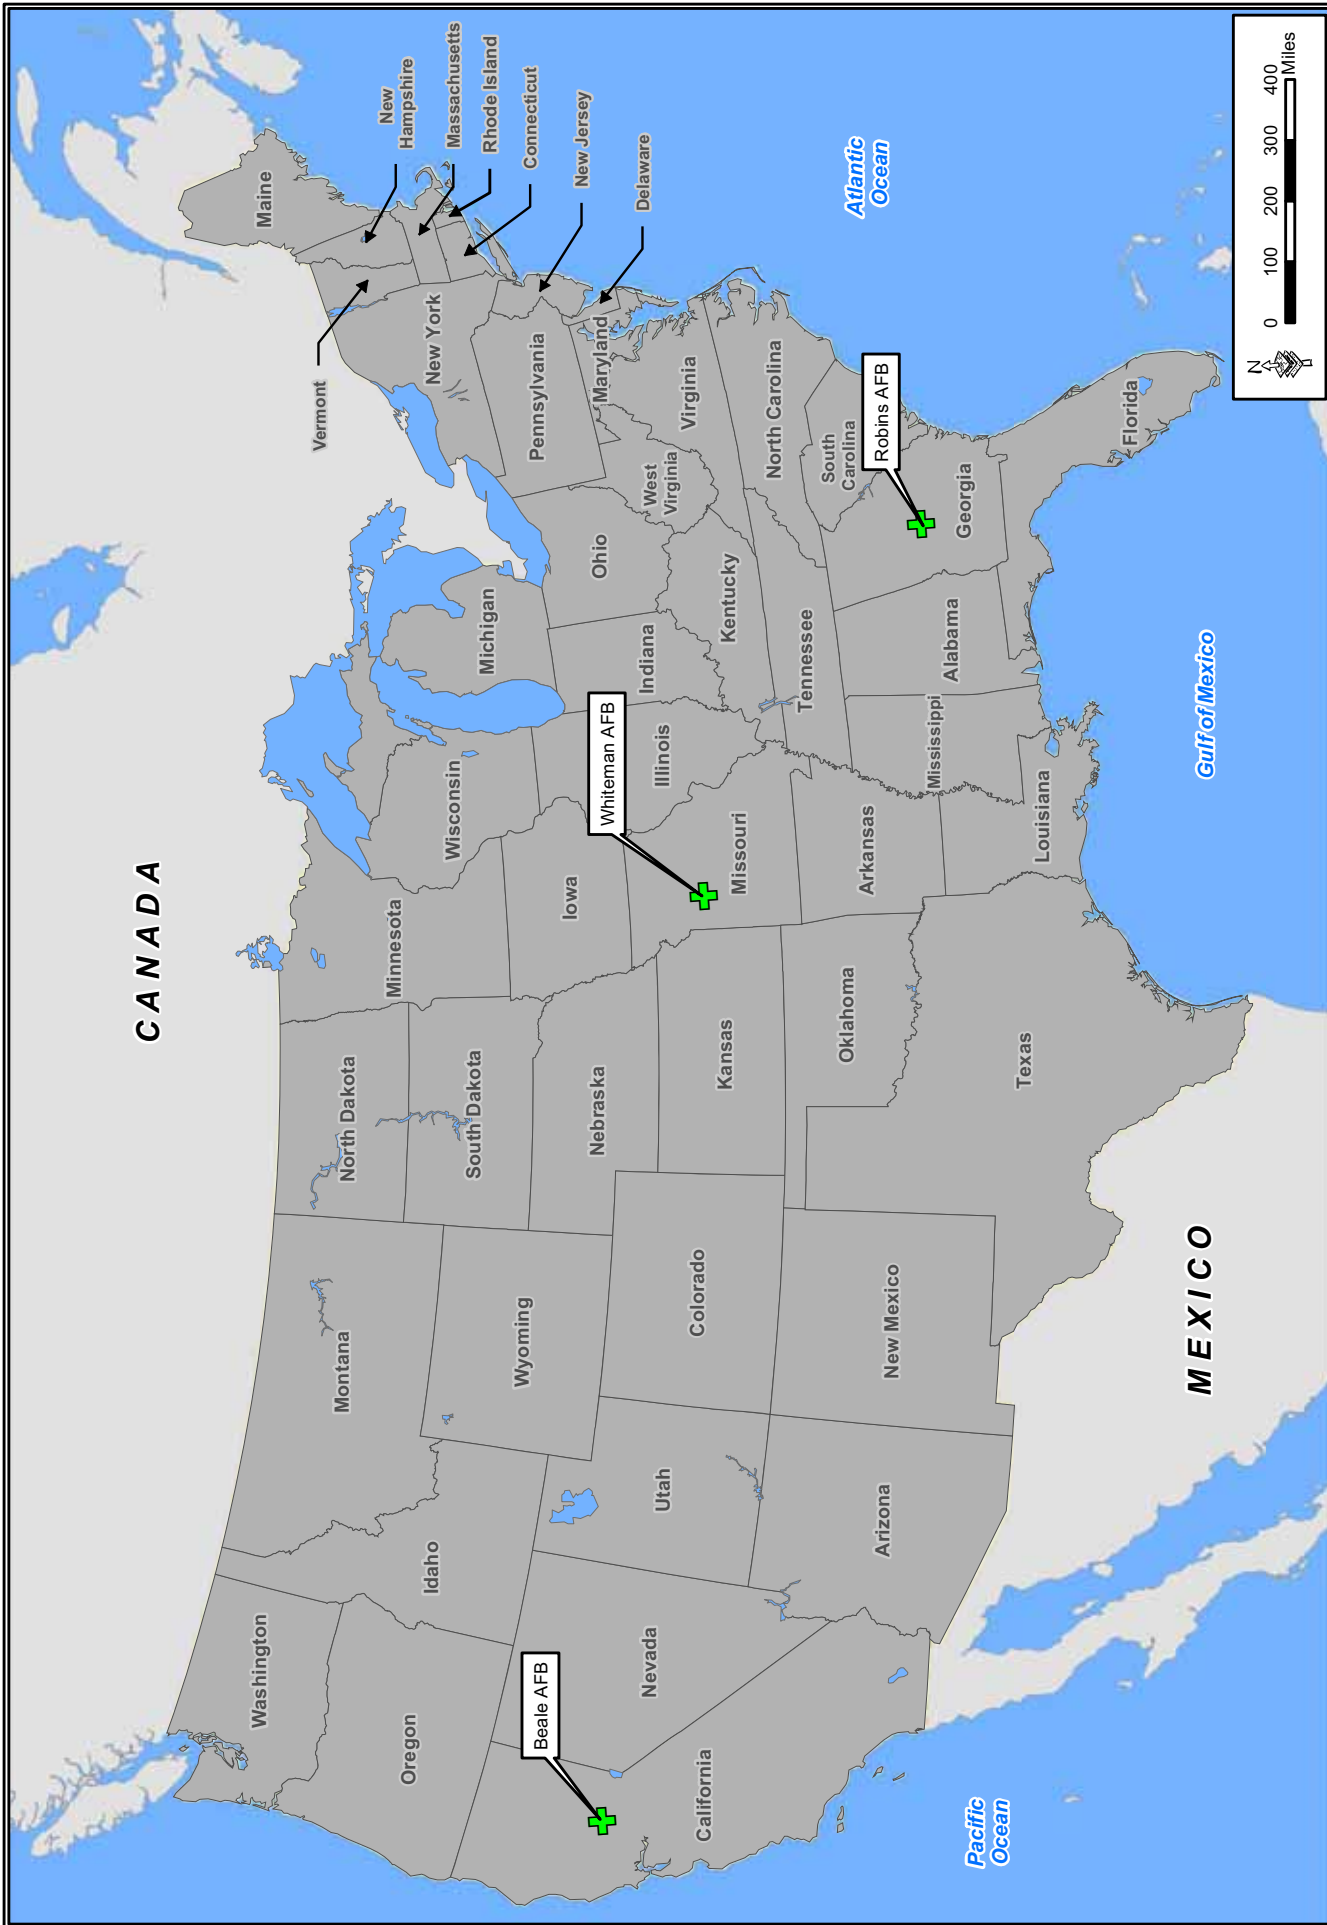 CANADA
Washington
Oregon
California
Nevada
Idaho
Montana
Wyoming
Utah
Arizona
Colorado
New Mexico
North Dakota
South Dakota
Nebraska
Kansas
Oklahoma
Texas
Minnesota
Iowa
Missouri
Arkansas
Louisiana
Wisconsin
Illinois
Michigan
Indiana
Ohio
Kentucky
Tennessee
Mississippi
Alabama
Georgia
Florida
South
Carolina
North Carolina
Virginia
West
Virginia
Maryland
Pennsylvania
New York
Vermont
Maine
New
Hampshire
Massachusetts
Rhode Island
Connecticut
New Jersey
Delaware
Beale AFB
Whiteman AFB
Robins AFB
Pacific
Ocean
Atlantic
Ocean
Gulf of Mexico
MEXICO
N
0 100 200 300 400
Miles